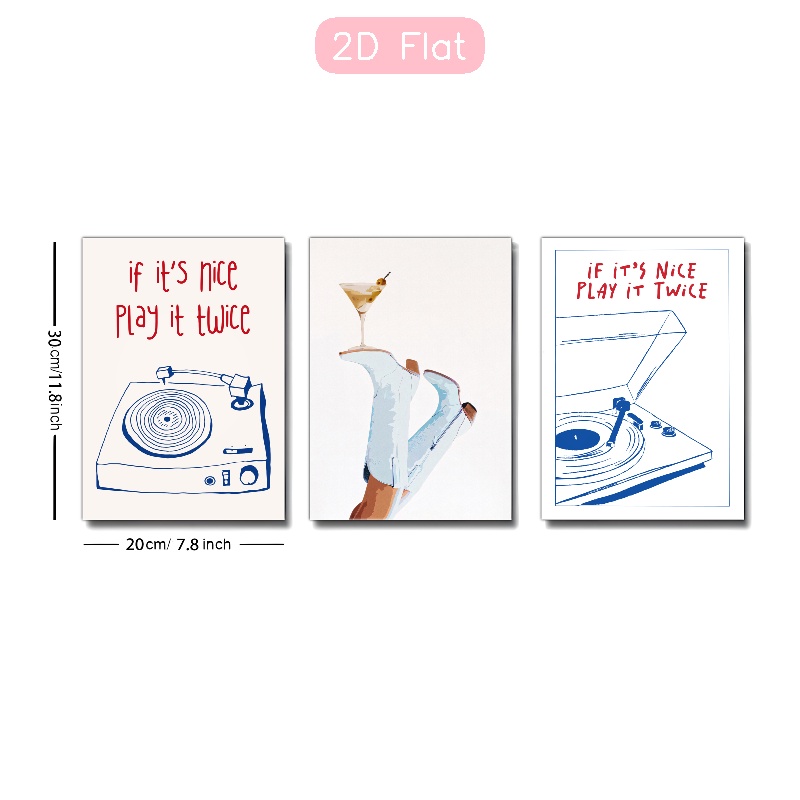 2D Flat
if it's nice
play it twice
iF iT'S NiCE
PLAY iT TWiCE
30cm/11.8inch
20cm/ 7.8 inch